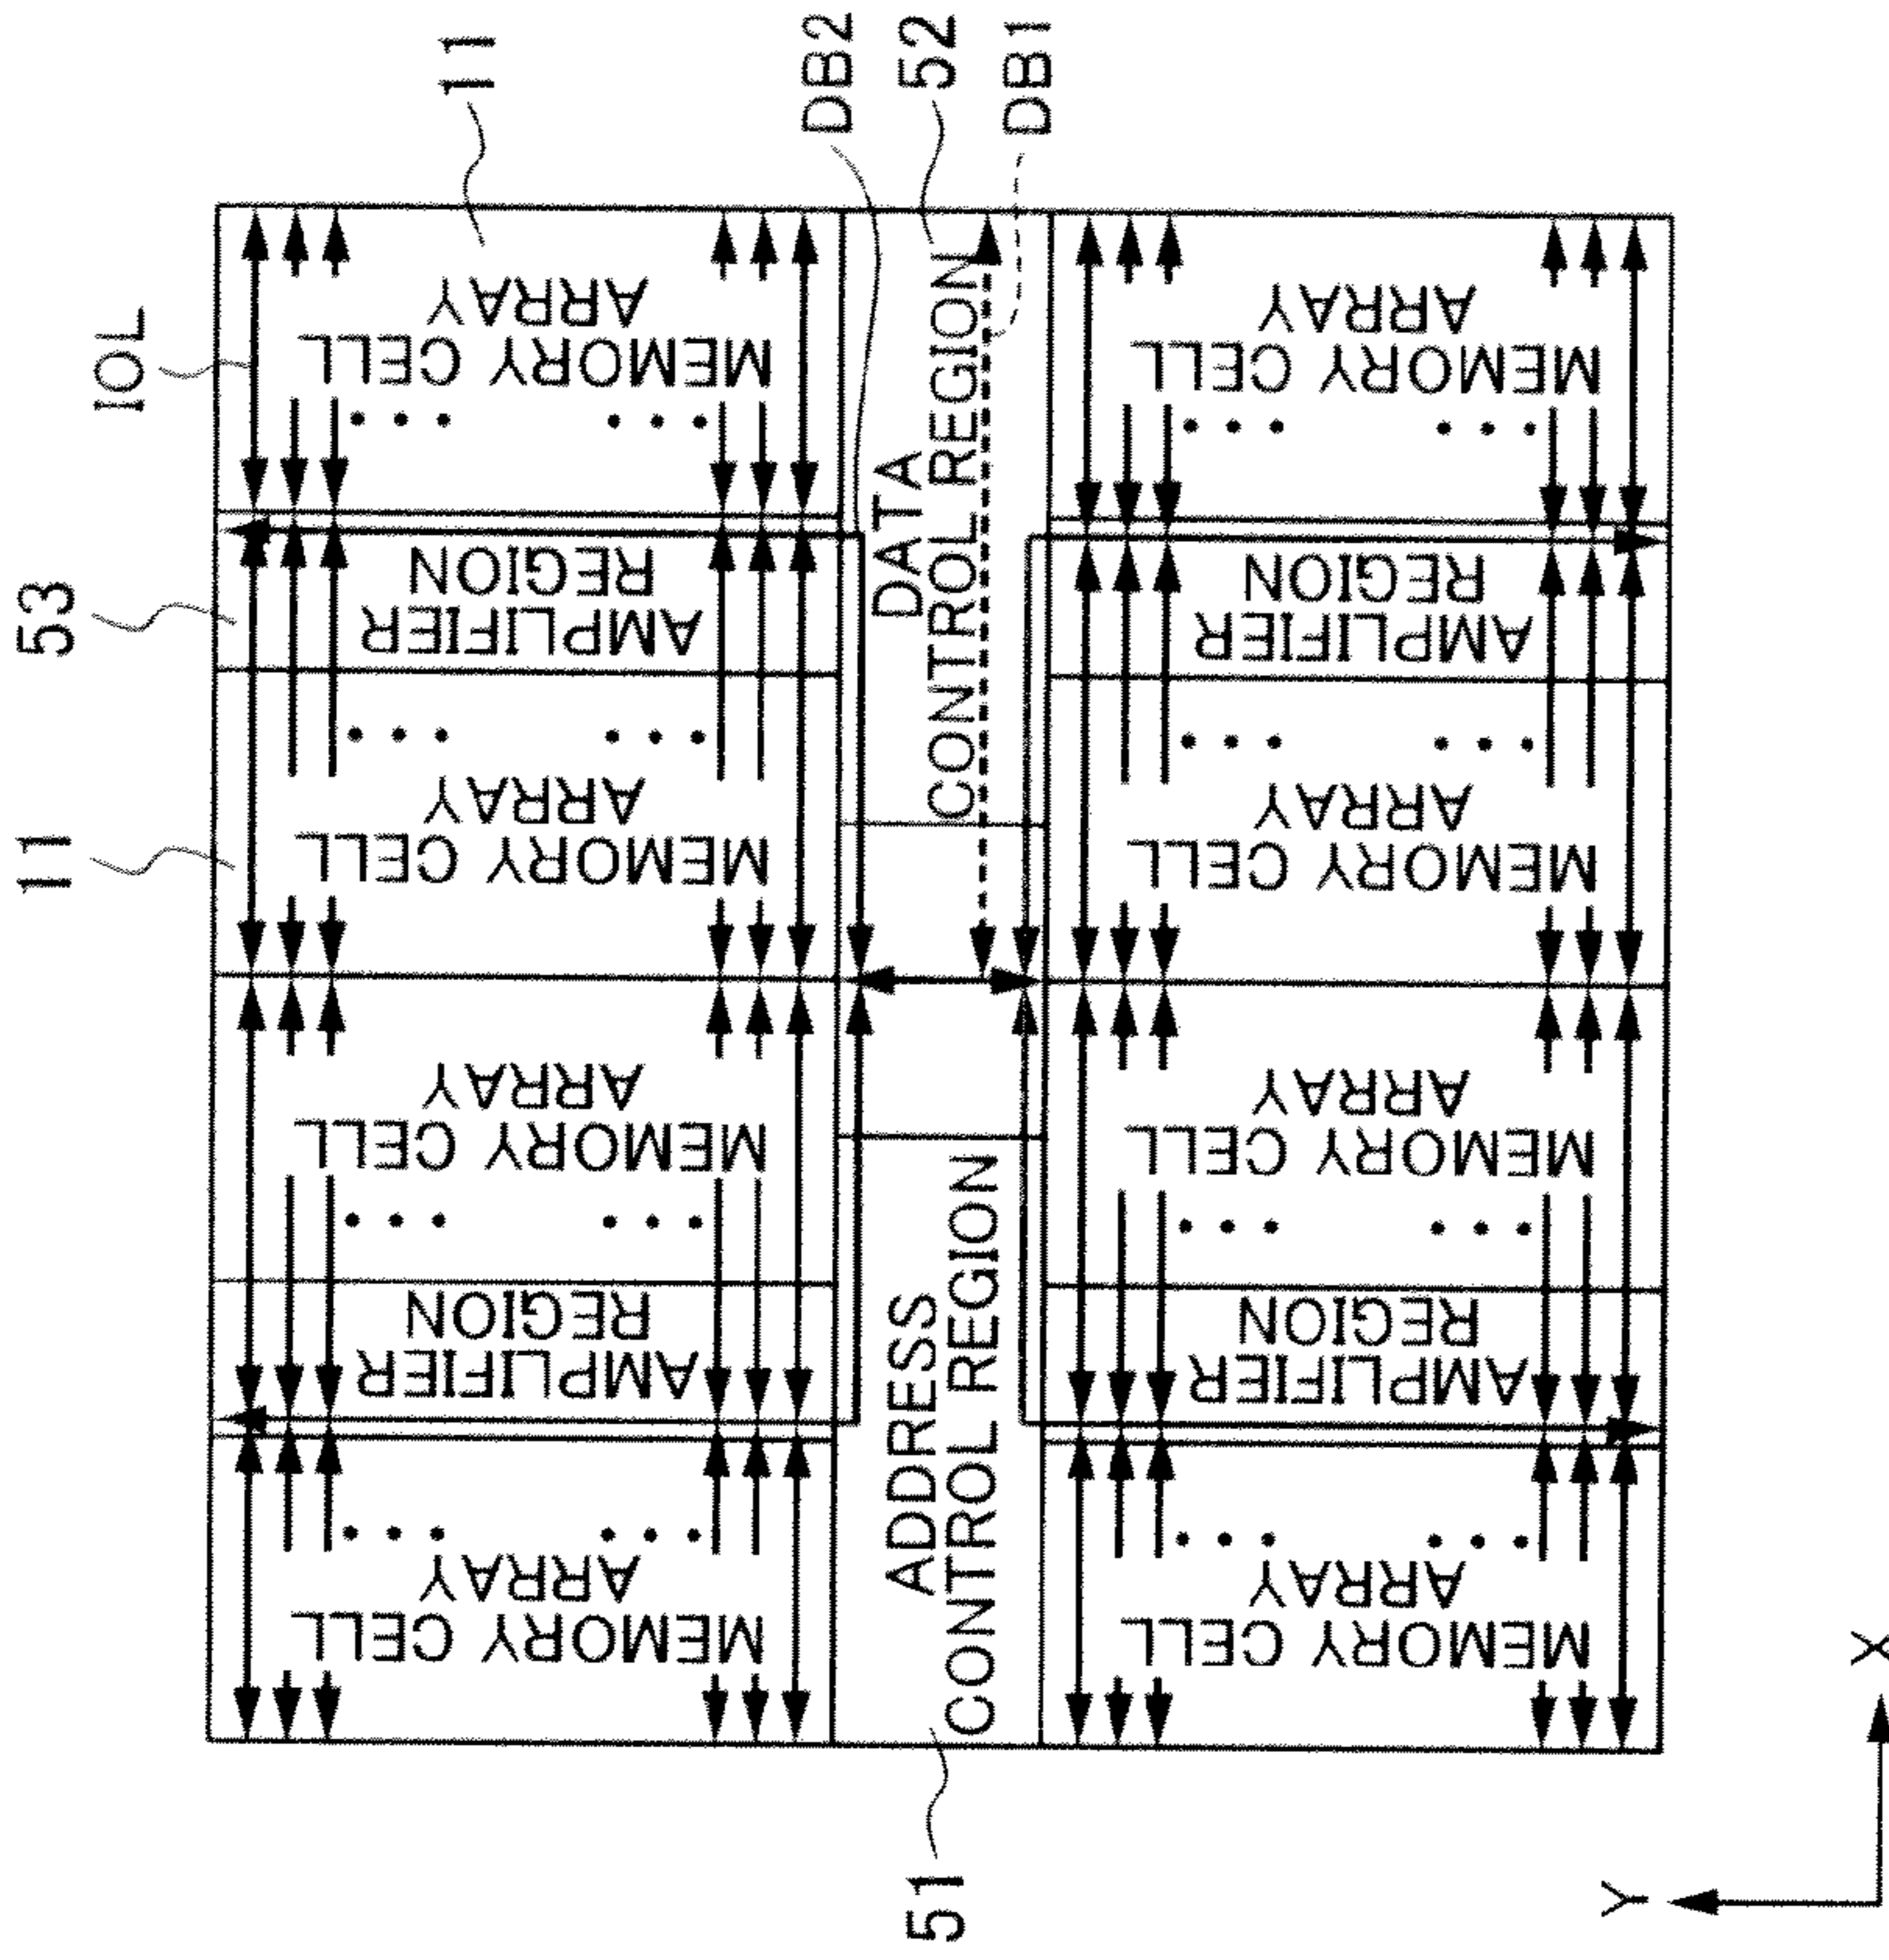 11
DB2
52
DB1
IOL
MEMORY CELL
ARRAY
MEMORY CELL
ARRAY
53
AMPLIFIER
REGION
DATA
CONTROL REGION
AMPLIFIER
REGION
11
MEMORY CELL
ARRAY
MEMORY CELL
ARRAY
MEMORY CELL
ARRAY
MEMORY CELL
ARRAY
AMPLIFIER
REGION
ADDRESS
CONTROL REGION
AMPLIFIER
REGION
MEMORY CELL
ARRAY
MEMORY CELL
ARRAY
51
X
Y